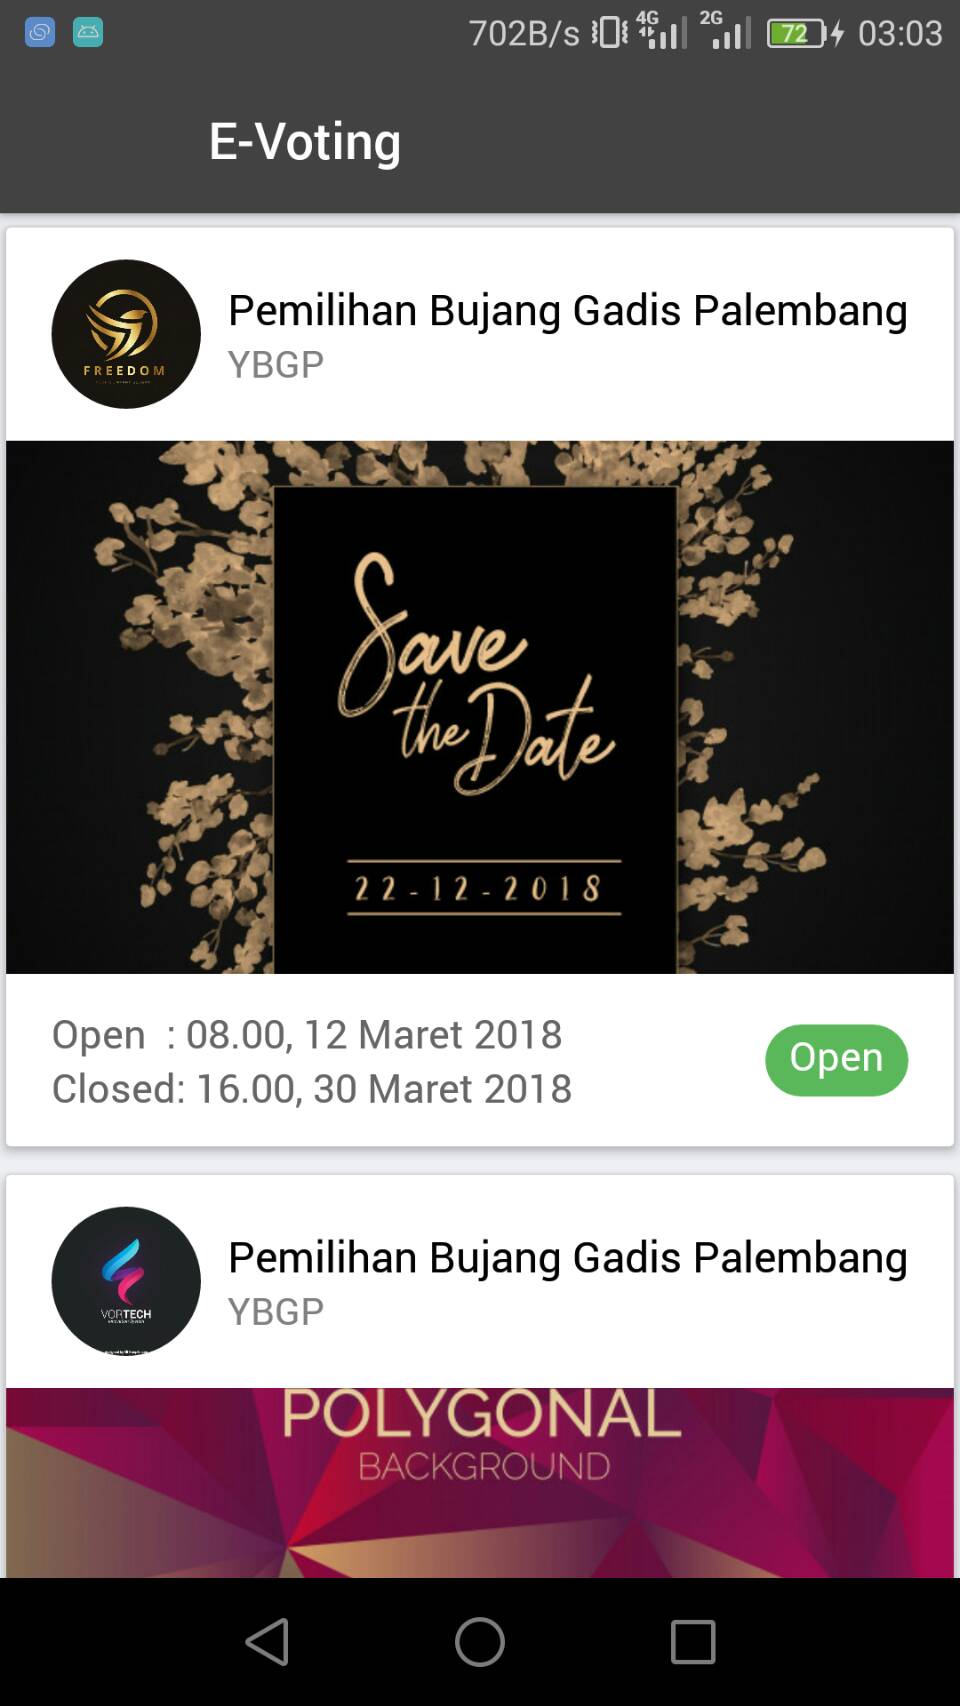 702B/s 4G 2G 72 03:03
E-Voting
FREEDOM
Pemilihan Bujang Gadis Palembang
YBGP
Save
the Date
22-12-2018
Open : 08.00, 12 Maret 2018
Closed: 16.00, 30 Maret 2018
Open
VORTECH
Pemilihan Bujang Gadis Palembang
YBGP
POLYGONAL
BACKGROUND